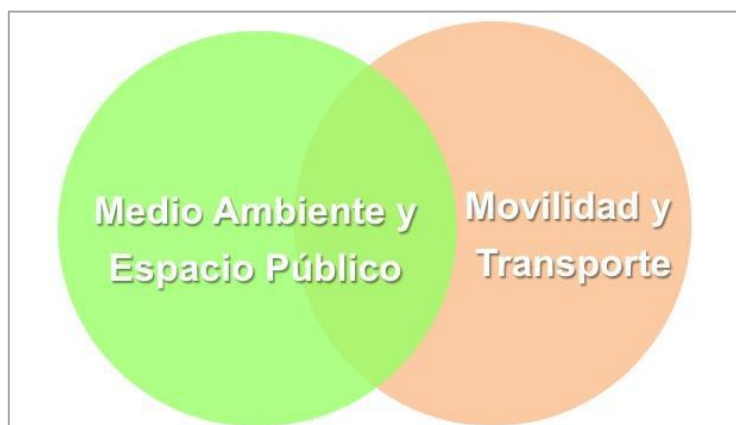 Medio Ambiente y
Espacio Público
Movilidad y
Transporte